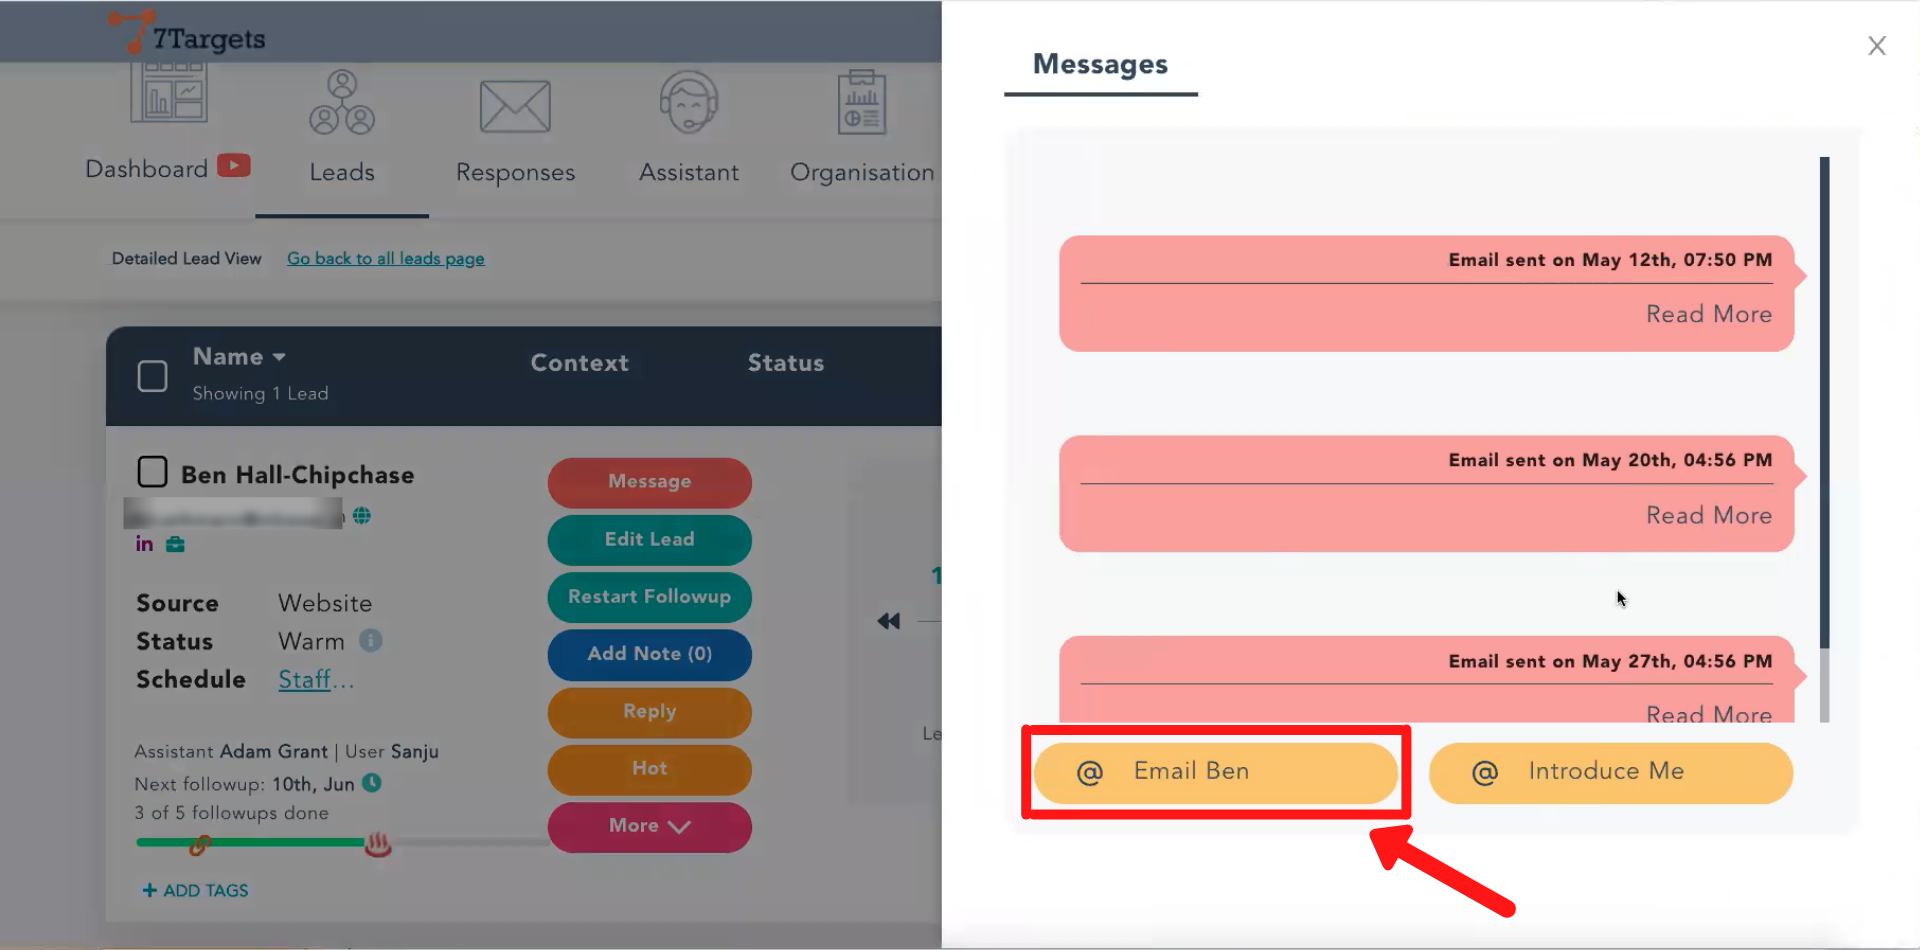 7Targets
Dashboard
Leads
Responses
Assistant
Organisation
Detailed Lead View
Go back to all leads page
Name
Showing 1 Lead
Context
Status
Ben Hall-Chipchase
in
Source Website
Status Warm
Schedule Staff...
Assistant Adam Grant | User Sanju
Next followup: 10th, Jun
3 of 5 followups done
+ ADD TAGS
Message
Edit Lead
Restart Followup
Add Note (0)
Reply
Hot
More
1
Le
Messages
X
Email sent on May 12th, 07:50 PM
Read More
Email sent on May 20th, 04:56 PM
Read More
Email sent on May 27th, 04:56 PM
Read More
@ Email Ben
@ Introduce Me